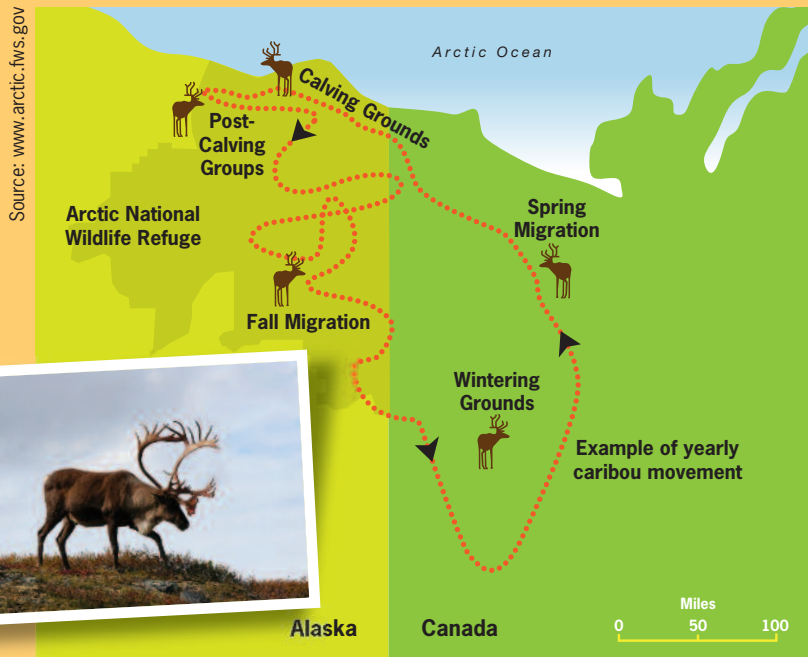 Source: www.arctic.fws.gov
Arctic Ocean
Calving Grounds
Post-
Calving
Groups
Arctic National
Wildlife Refuge
Spring
Migration
Fall Migration
Wintering
Grounds
Example of yearly
caribou movement
Miles
0 50 100
Alaska
Canada